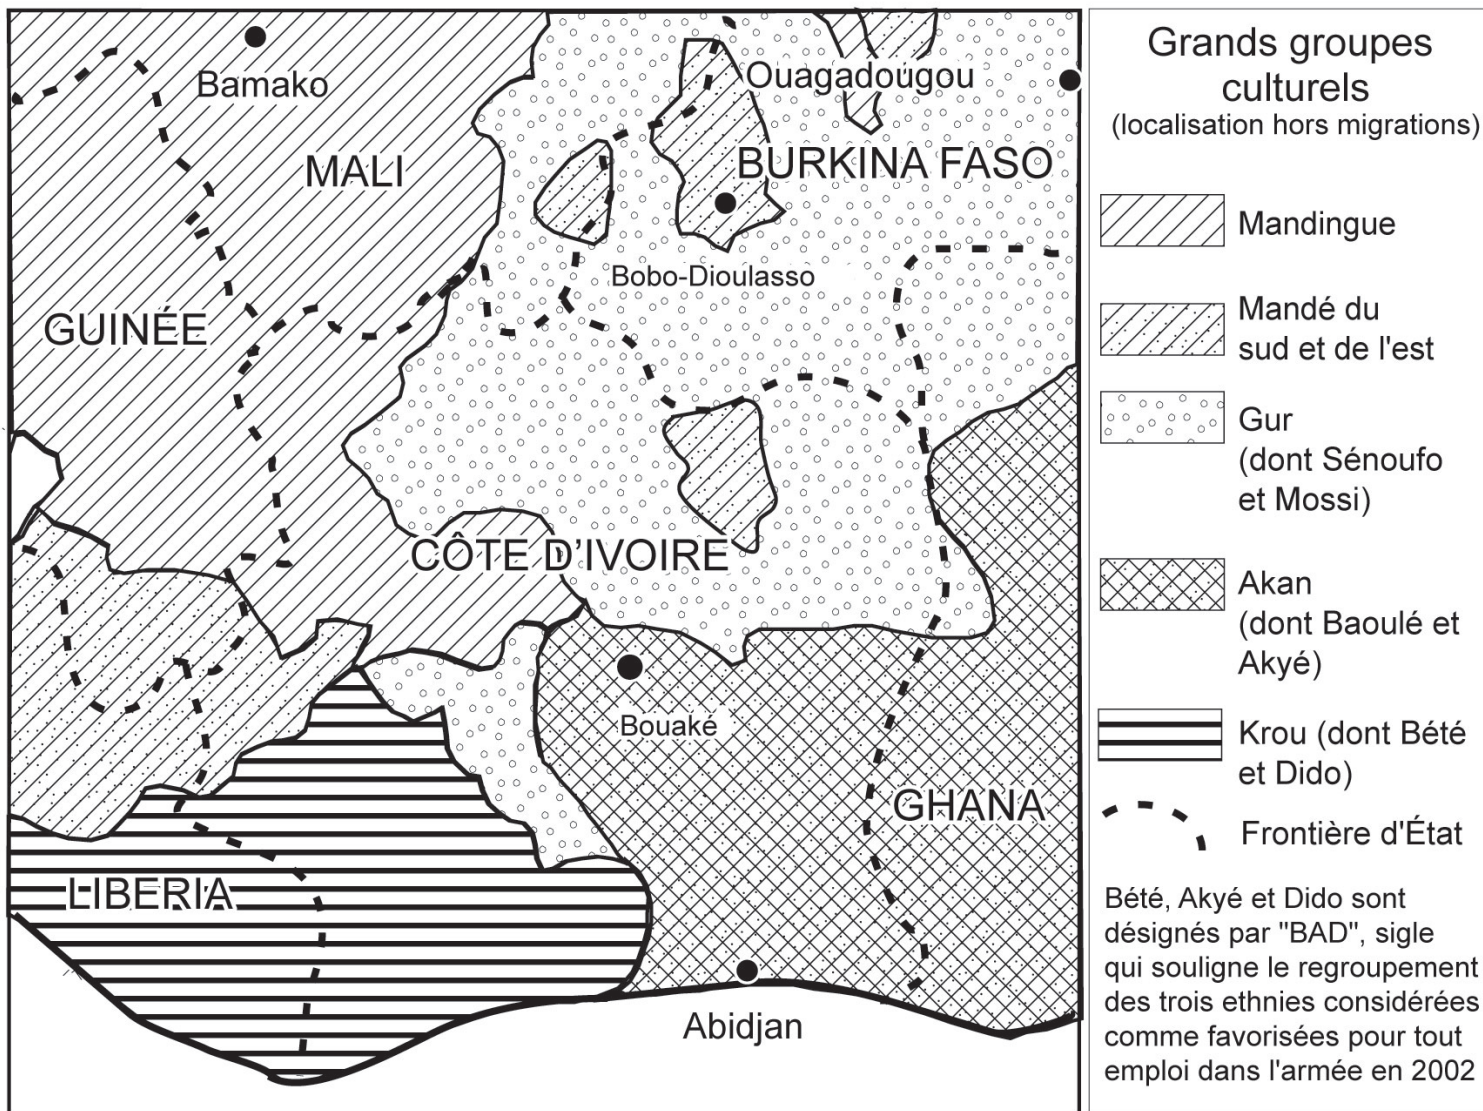 Bamako
Ouagadougou
MALI
BURKINA FASO
Bobo-Dioulasso
GUINÉE
CÔTE D'IVOIRE
Bouaké
GHANA
LIBERIA
Abidjan
Grands groupes
culturels
(localisation hors migrations)
Mandingue
Mandé du
sud et de l'est
Gur
(dont Sénoufo
et Mossi)
Akan
(dont Baoulé et
Akyé)
Krou (dont Bété
et Dido)
Frontière d'État
Bété, Akyé et Dido sont
désignés par "BAD", sigle
qui souligne le regroupement
des trois ethnies considérées
comme favorisées pour tout
emploi dans l'armée en 2002